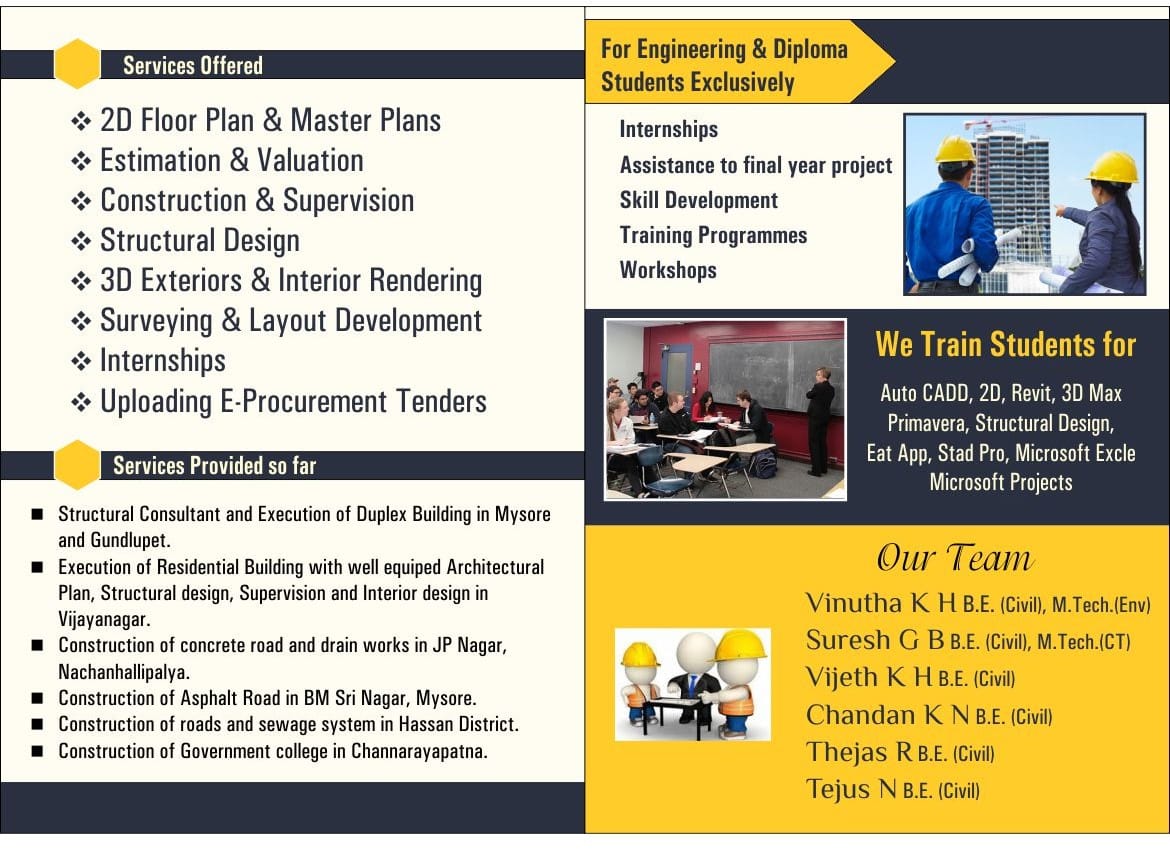 Services Offered
❖ 2D Floor Plan & Master Plans
❖ Estimation & Valuation
❖ Construction & Supervision
❖ Structural Design
❖ 3D Exteriors & Interior Rendering
❖ Surveying & Layout Development
❖ Internships
❖ Uploading E-Procurement Tenders
Services Provided so far
■ Structural Consultant and Execution of Duplex Building in Mysore
and Gundlupet.
■ Execution of Residential Building with well equiped Architectural
Plan, Structural design, Supervision and Interior design in
Vijayanagar.
■ Construction of concrete road and drain works in JP Nagar,
Nachanhallipalya.
■ Construction of Asphalt Road in BM Sri Nagar, Mysore.
■ Construction of roads and sewage system in Hassan District.
■ Construction of Government college in Channarayapatna.
For Engineering & Diploma
Students Exclusively
Internships
Assistance to final year project
Skill Development
Training Programmes
Workshops
We Train Students for
Auto CADD, 2D, Revit, 3D Max
Primavera, Structural Design,
Eat App, Stad Pro, Microsoft Excle
Microsoft Projects
Our Team
Vinutha K H B.E. (Civil), M.Tech.(Env)
Suresh G B B.E. (Civil), M.Tech.(CT)
Vijeth K H B.E. (Civil)
Chandan K N B.E. (Civil)
Thejas R B.E. (Civil)
Tejus N B.E. (Civil)